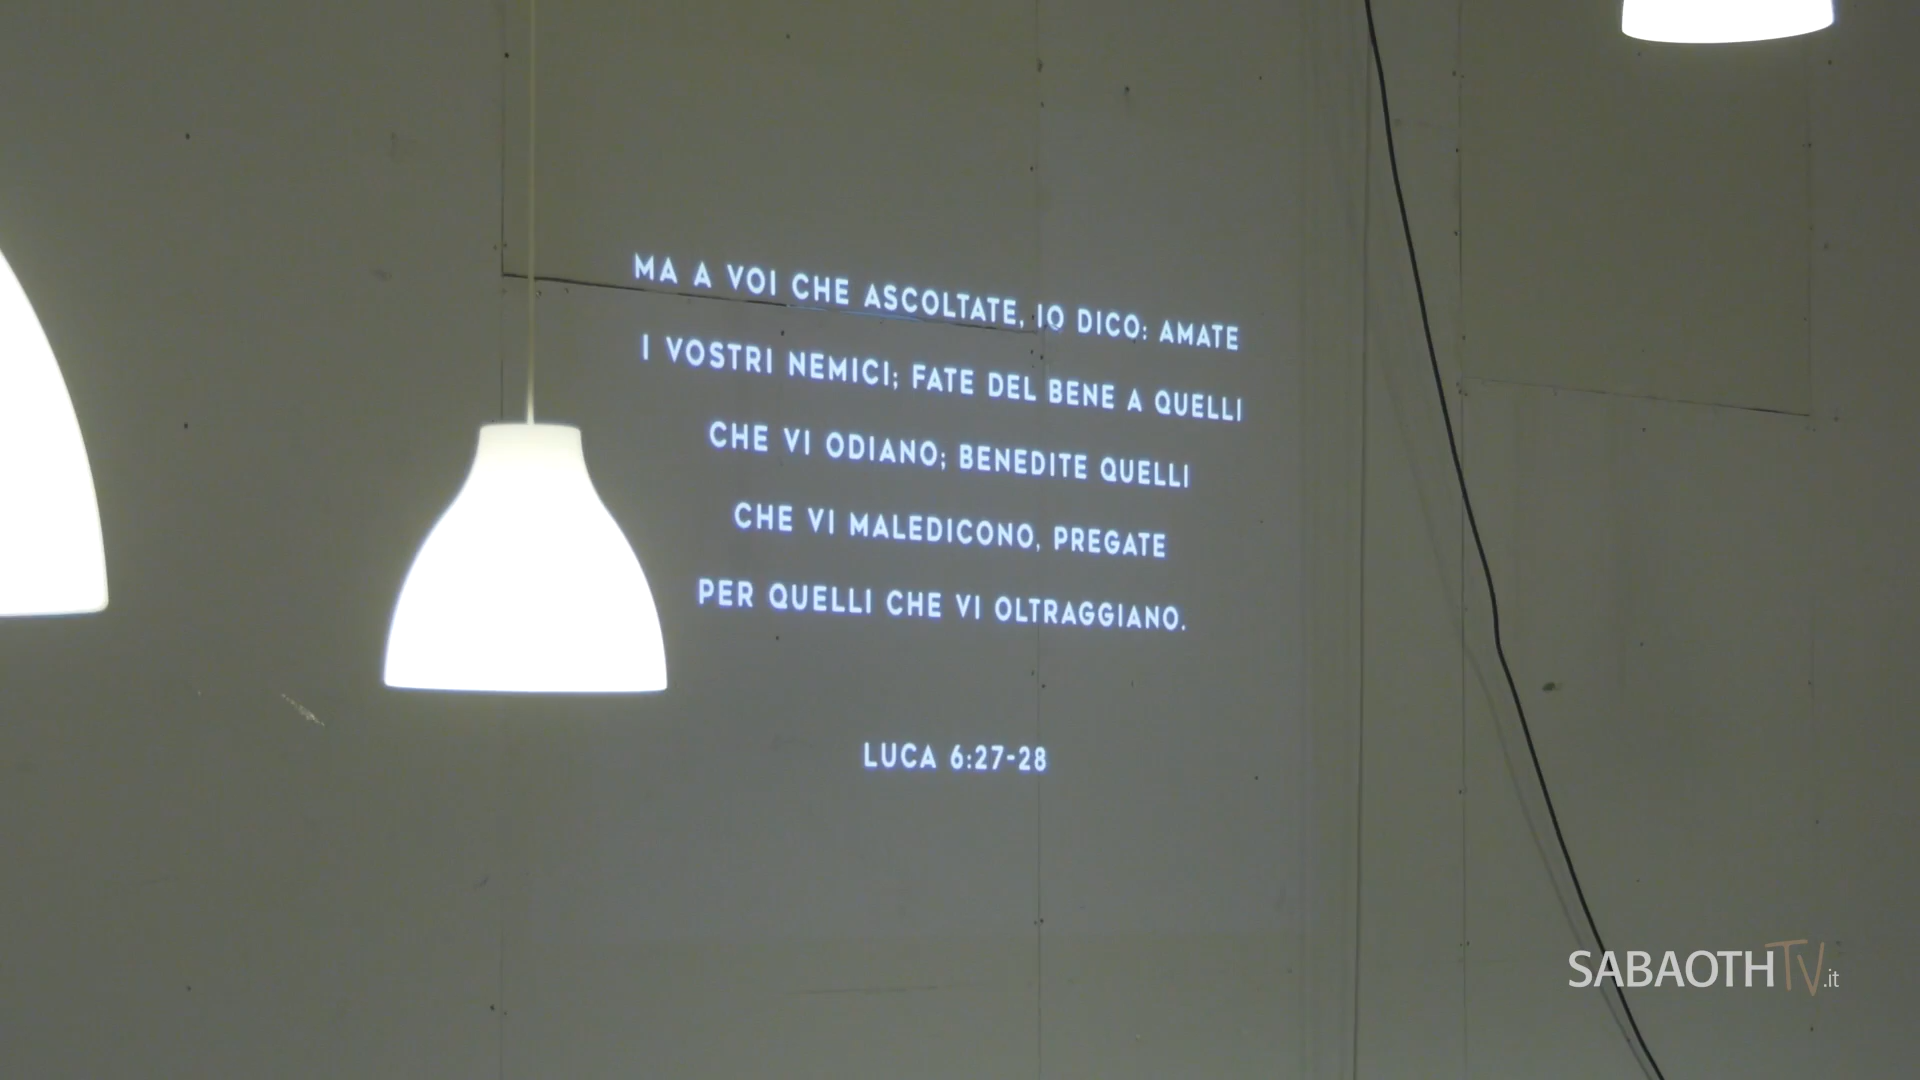 MA A VOI CHE ASCOLTATE, IO DICO: AMATE
I VOSTRI NEMICI; FATE DEL BENE A QUELLI
CHE VI ODIANO; BENEDITE QUELLI
CHE VI MALEDICONO, PREGATE
PER QUELLI CHE VI OLTRAGGIANO.
LUCA 6:27-28
SABAOTHTV.it